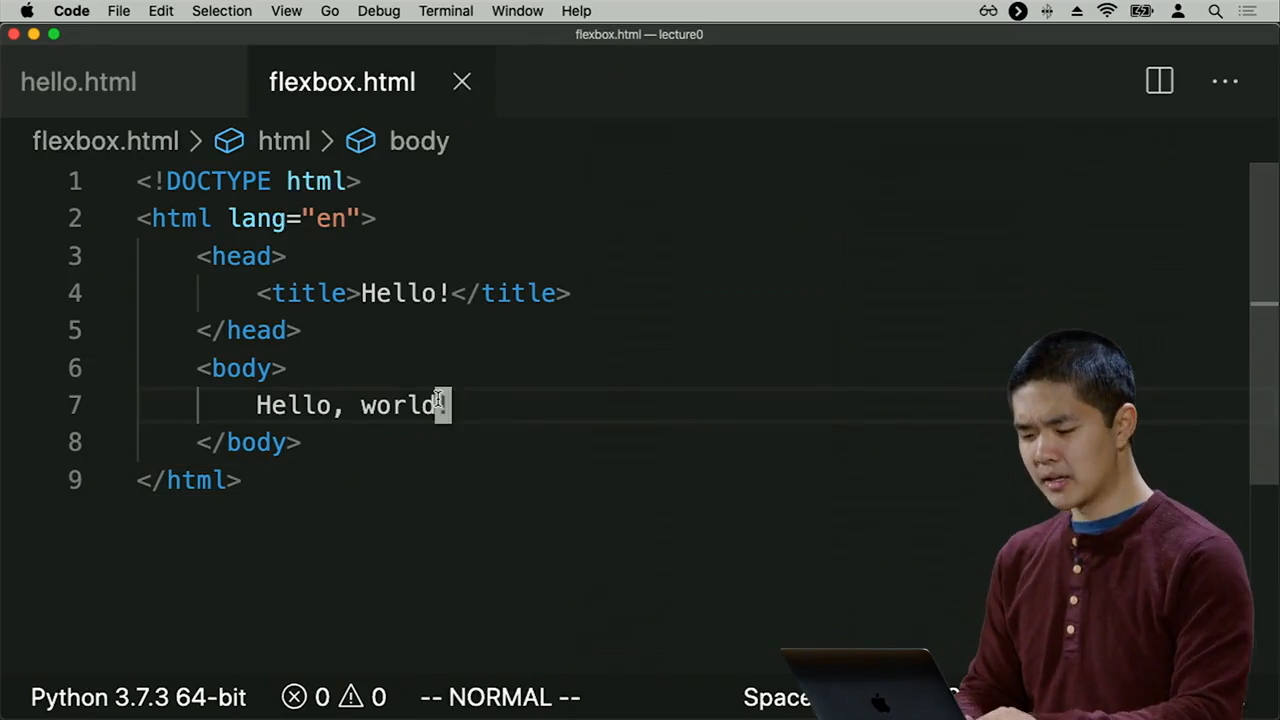 Code File Edit Selection View Go Debug Terminal Window Help
flexbox.html — lecture0
hello.html flexbox.html
flexbox.html > html > body
1 <!DOCTYPE html>
2 <html lang="en">
3 <head>
4 <title>Hello!</title>
5 </head>
6 <body>
7 Hello, world!
8 </body>
9 </html>
Python 3.7.3 64-bit 0 0 -- NORMAL --